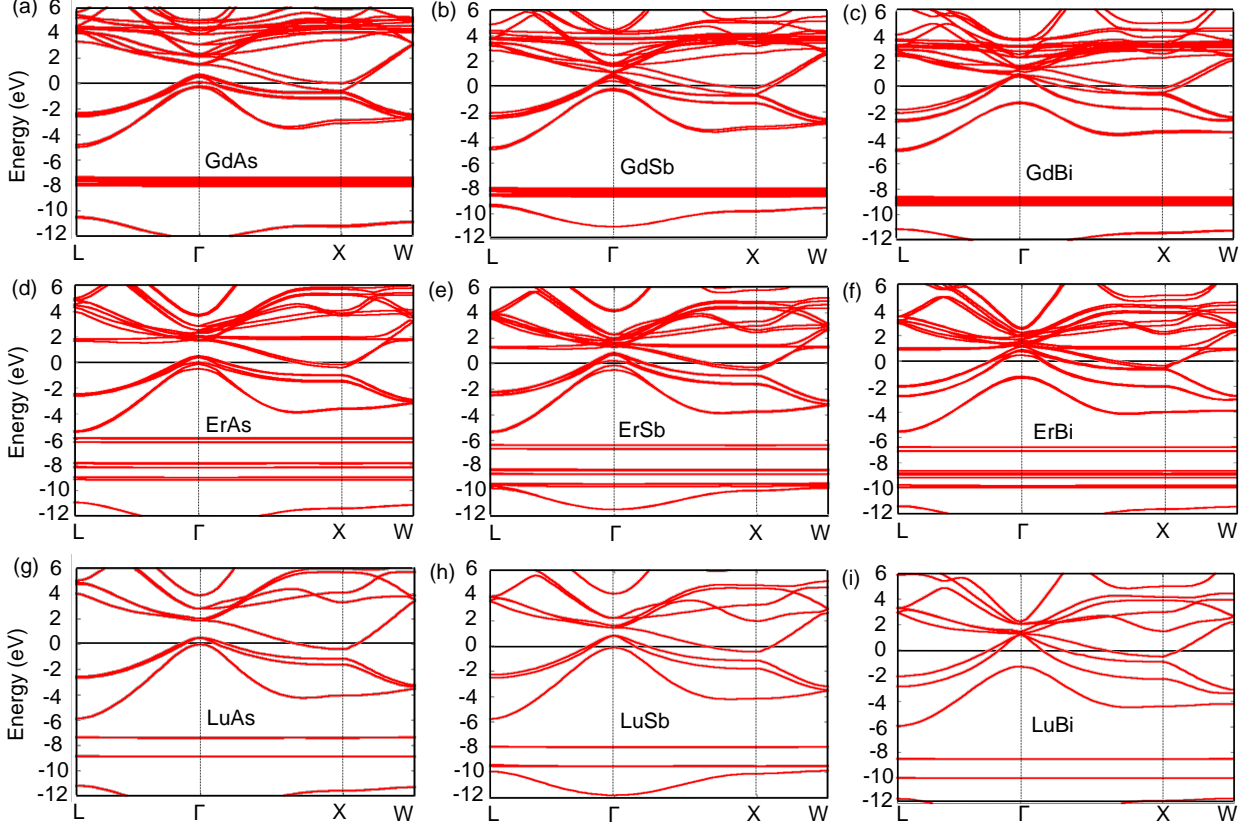 (a) (b) (c)
6 6 6
4 4 4
2 2 2
0 0 0
-2 -2 -2
-4 -4 -4
-6 -6 -6
-8 -8 -8
-10 -10 -10
-12 -12 -12
Energy (eV)
GdAs GdSb GdBi
L Γ X W L Γ X W L Γ X W
(d) (e) (f)
6 6 6
4 4 4
2 2 2
0 0 0
-2 -2 -2
-4 -4 -4
-6 -6 -6
-8 -8 -8
-10 -10 -10
-12 -12 -12
Energy (eV)
ErAs ErSb ErBi
L Γ X W L Γ X W L Γ X W
(g) (h) (i)
6 6 6
4 4 4
2 2 2
0 0 0
-2 -2 -2
-4 -4 -4
-6 -6 -6
-8 -8 -8
-10 -10 -10
-12 -12 -12
Energy (eV)
LuAs LuSb LuBi
L Γ X W L Γ X W L Γ X W